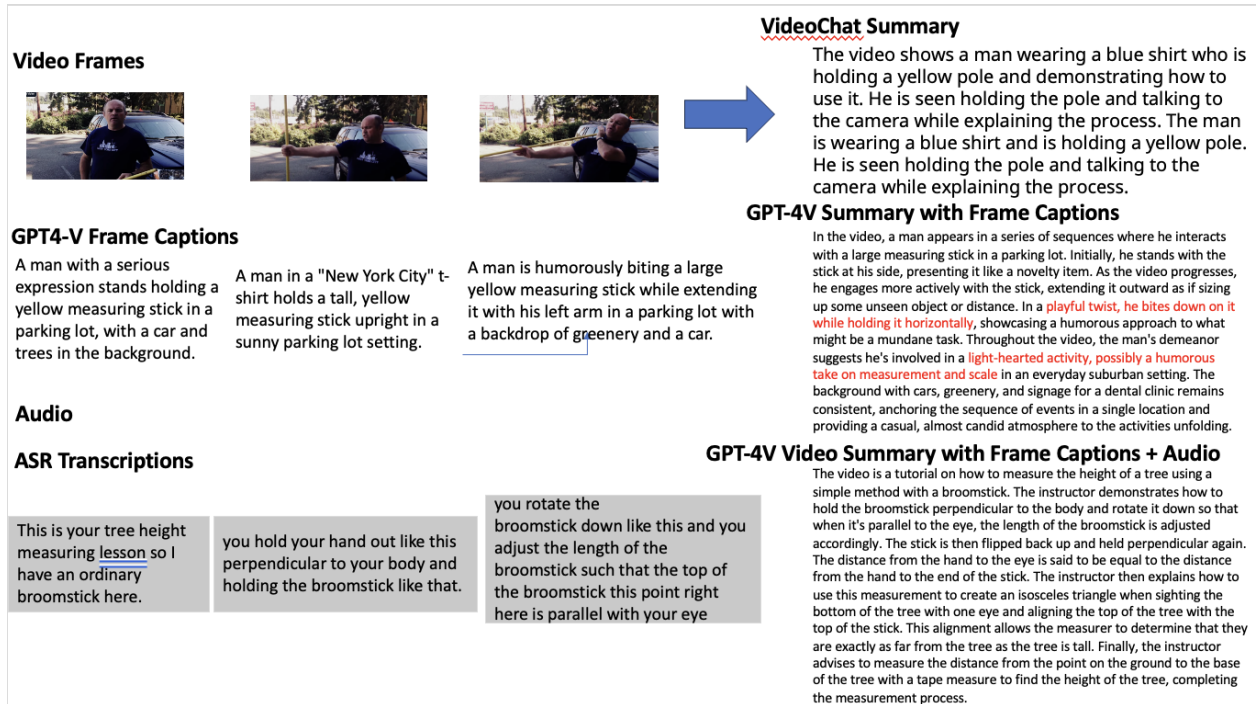 Video Frames
GPT4-V Frame Captions
A man with a serious
expression stands holding a
yellow measuring stick in a
parking lot, with a car and
trees in the background.
A man in a "New York City" t-
shirt holds a tall, yellow
measuring stick upright in a
sunny parking lot setting.
A man is humorously biting a large
yellow measuring stick while extending
it with his left arm in a parking lot with
a backdrop of greenery and a car.
Audio
ASR Transcriptions
This is your tree height
measuring lesson so I
have an ordinary
broomstick here.
you hold your hand out like this
perpendicular to your body and
holding the broomstick like that.
you rotate the
broomstick down like this and you
adjust the length of the
broomstick such that the top of
the broomstick this point right
here is parallel with your eye
VideoChat Summary
The video shows a man wearing a blue shirt who is
holding a yellow pole and demonstrating how to
use it. He is seen holding the pole and talking to
the camera while explaining the process. The man
is wearing a blue shirt and is holding a yellow pole.
He is seen holding the pole and talking to the
camera while explaining the process.
GPT-4V Summary with Frame Captions
In the video, a man appears in a series of sequences where he interacts
with a large measuring stick in a parking lot. Initially, he stands with the
stick at his side, presenting it like a novelty item. As the video progresses,
he engages more actively with the stick, extending it outward as if sizing
up some unseen object or distance. In a playful twist, he bites down on it
while holding it horizontally, showcasing a humorous approach to what
might be a mundane task. Throughout the video, the man's demeanor
suggests he's involved in a light-hearted activity, possibly a humorous
take on measurement and scale in an everyday suburban setting. The
background with cars, greenery, and signage for a dental clinic remains
consistent, anchoring the sequence of events in a single location and
providing a casual, almost candid atmosphere to the activities unfolding.
GPT-4V Video Summary with Frame Captions + Audio
The video is a tutorial on how to measure the height of a tree using a
simple method with a broomstick. The instructor demonstrates how to
hold the broomstick perpendicular to the body and rotate it down so that
when it's parallel to the eye, the length of the broomstick is adjusted
accordingly. The stick is then flipped back up and held perpendicular again.
The distance from the hand to the eye is said to be equal to the distance
from the hand to the end of the stick. The instructor then explains how to
use this measurement to create an isosceles triangle when sighting the
bottom of the tree with one eye and aligning the top of the tree with the
top of the stick. This alignment allows the measurer to determine that they
are exactly as far from the tree as the tree is tall. Finally, the instructor
advises to measure the distance from the point on the ground to the base
of the tree with a tape measure to find the height of the tree, completing
the measurement process.